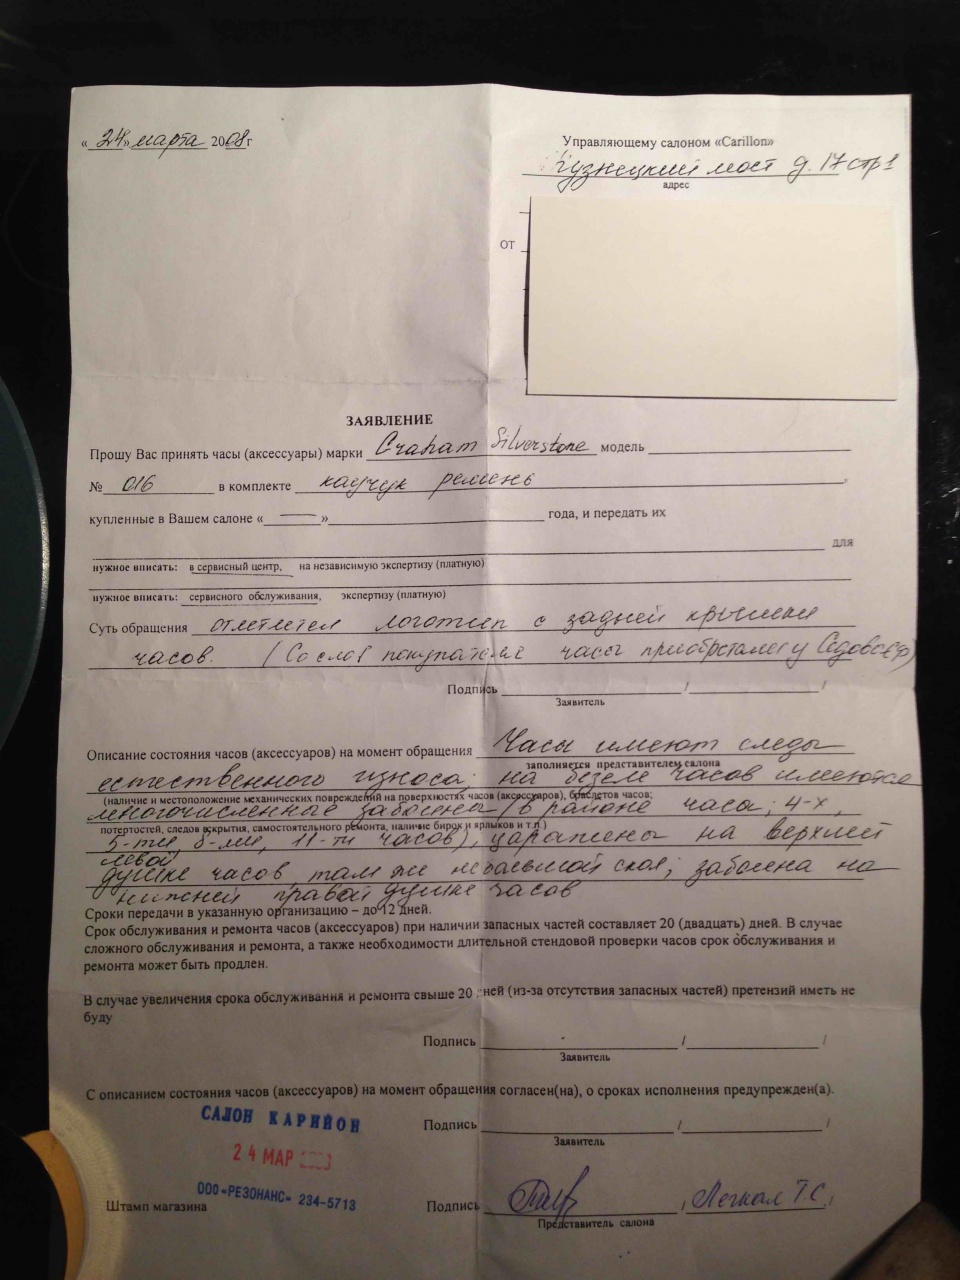 « 24 » марта 2008г
Управляющему салоном «Carillon»
Кузнецкий мост д. 17 стр 1
адрес
от
ЗАЯВЛЕНИЕ
Прошу Вас принять часы (аксессуары) марки Graham Silverstone модель
№ 016 в комплекте каучук ремень,
купленные в Вашем салоне « — » года, и передать их
для
нужное вписать: в сервисный центр, на независимую экспертизу (платную)
нужное вписать: сервисного обслуживания, экспертизу (платную)
Суть обращения отлетел логотип с задней крышки
часов. (Со слов покупателя часы приобретались у
Подпись / /
Заявитель
Описание состояния часов (аксессуаров) на момент обращения Часы имеют следы
заполняется представителем салона
естественного износа; на безеле часов имеются
(наличие и местоположение механических повреждений на поверхностях часов (аксессуаров), браслетов часов;
многочисленные забоины (в районе часа; 4-х,
потертостей, следов вскрытия, самостоятельного ремонта, наличие бирок и ярлыков и т.п.)
5-ти, 8-ми, 11-ти часов), царапины на верхней
левой
душке часов, там же небольшой скол; забоина на
нижней правой душке часов
Сроки передачи в указанную организацию – до 12 дней.
Срок обслуживания и ремонта часов (аксессуаров) при наличии запасных частей составляет 20 (двадцать) дней. В случае
сложного обслуживания и ремонта, а также необходимости длительной стендовой проверки часов срок обслуживания и
ремонта может быть продлен.
В случае увеличения срока обслуживания и ремонта свыше 20 дней (из-за отсутствия запасных частей) претензий иметь не
буду
Подпись / /
Заявитель
С описанием состояния часов (аксессуаров) на момент обращения согласен(на), о сроках исполнения предупрежден(а).
САЛОН КАРИЙОН
Подпись / /
Заявитель
24 МАР
ООО «РЕЗОНАНС» 234-5713
Штамп магазина
Подпись / Легкая Т.С. /
Представитель салона